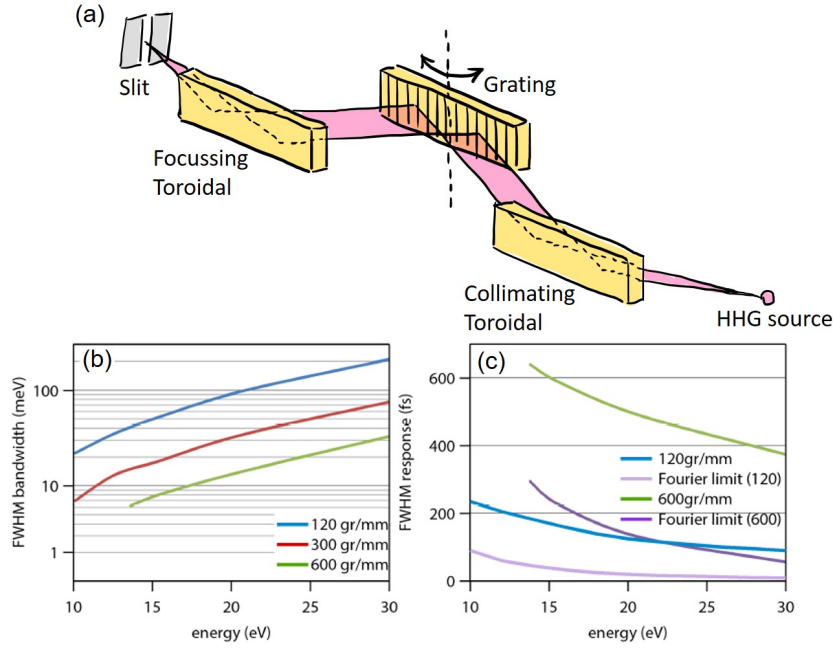 (a)
Slit
Grating
Focussing
Toroidal
Collimating
Toroidal
HHG source
(b)
FWHM bandwidth (meV)
100
10
1
120 gr/mm
300 gr/mm
600 gr/mm
10 15 20 25 30
energy (eV)
(c)
FWHM response (fs)
600
400
200
0
120gr/mm
Fourier limit (120)
600gr/mm
Fourier limit (600)
10 15 20 25 30
energy (eV)